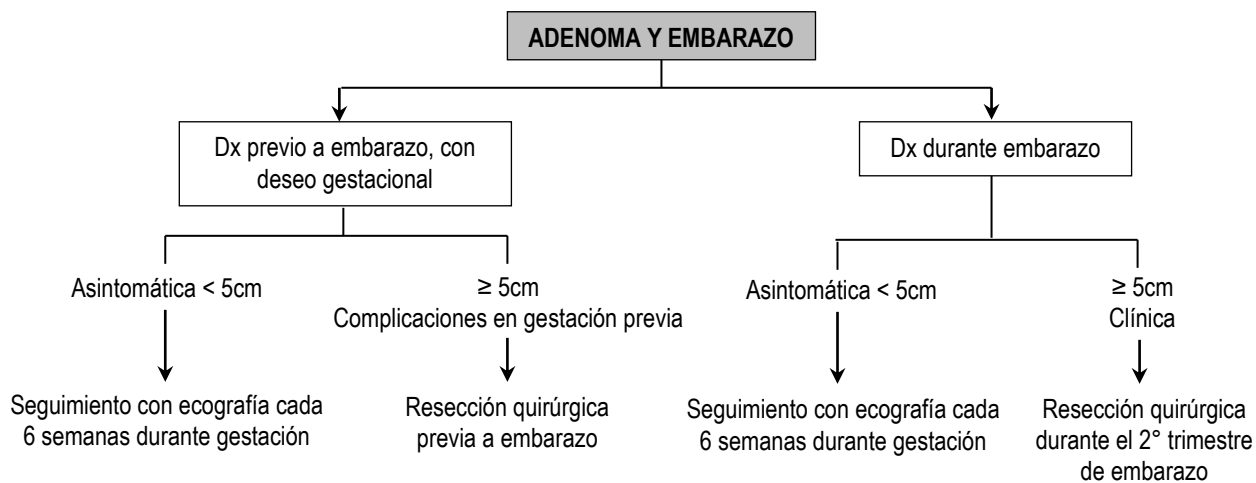 ADENOMA Y EMBARAZO
Dx previo a embarazo, con
deseo gestacional
Dx durante embarazo
Asintomática < 5cm
≥ 5cm
Complicaciones en gestación previa
Asintomática < 5cm
≥ 5cm
Clínica
Seguimiento con ecografía cada
6 semanas durante gestación
Resección quirúrgica
previa a embarazo
Seguimiento con ecografía cada
6 semanas durante gestación
Resección quirúrgica
durante el 2° trimestre
de embarazo